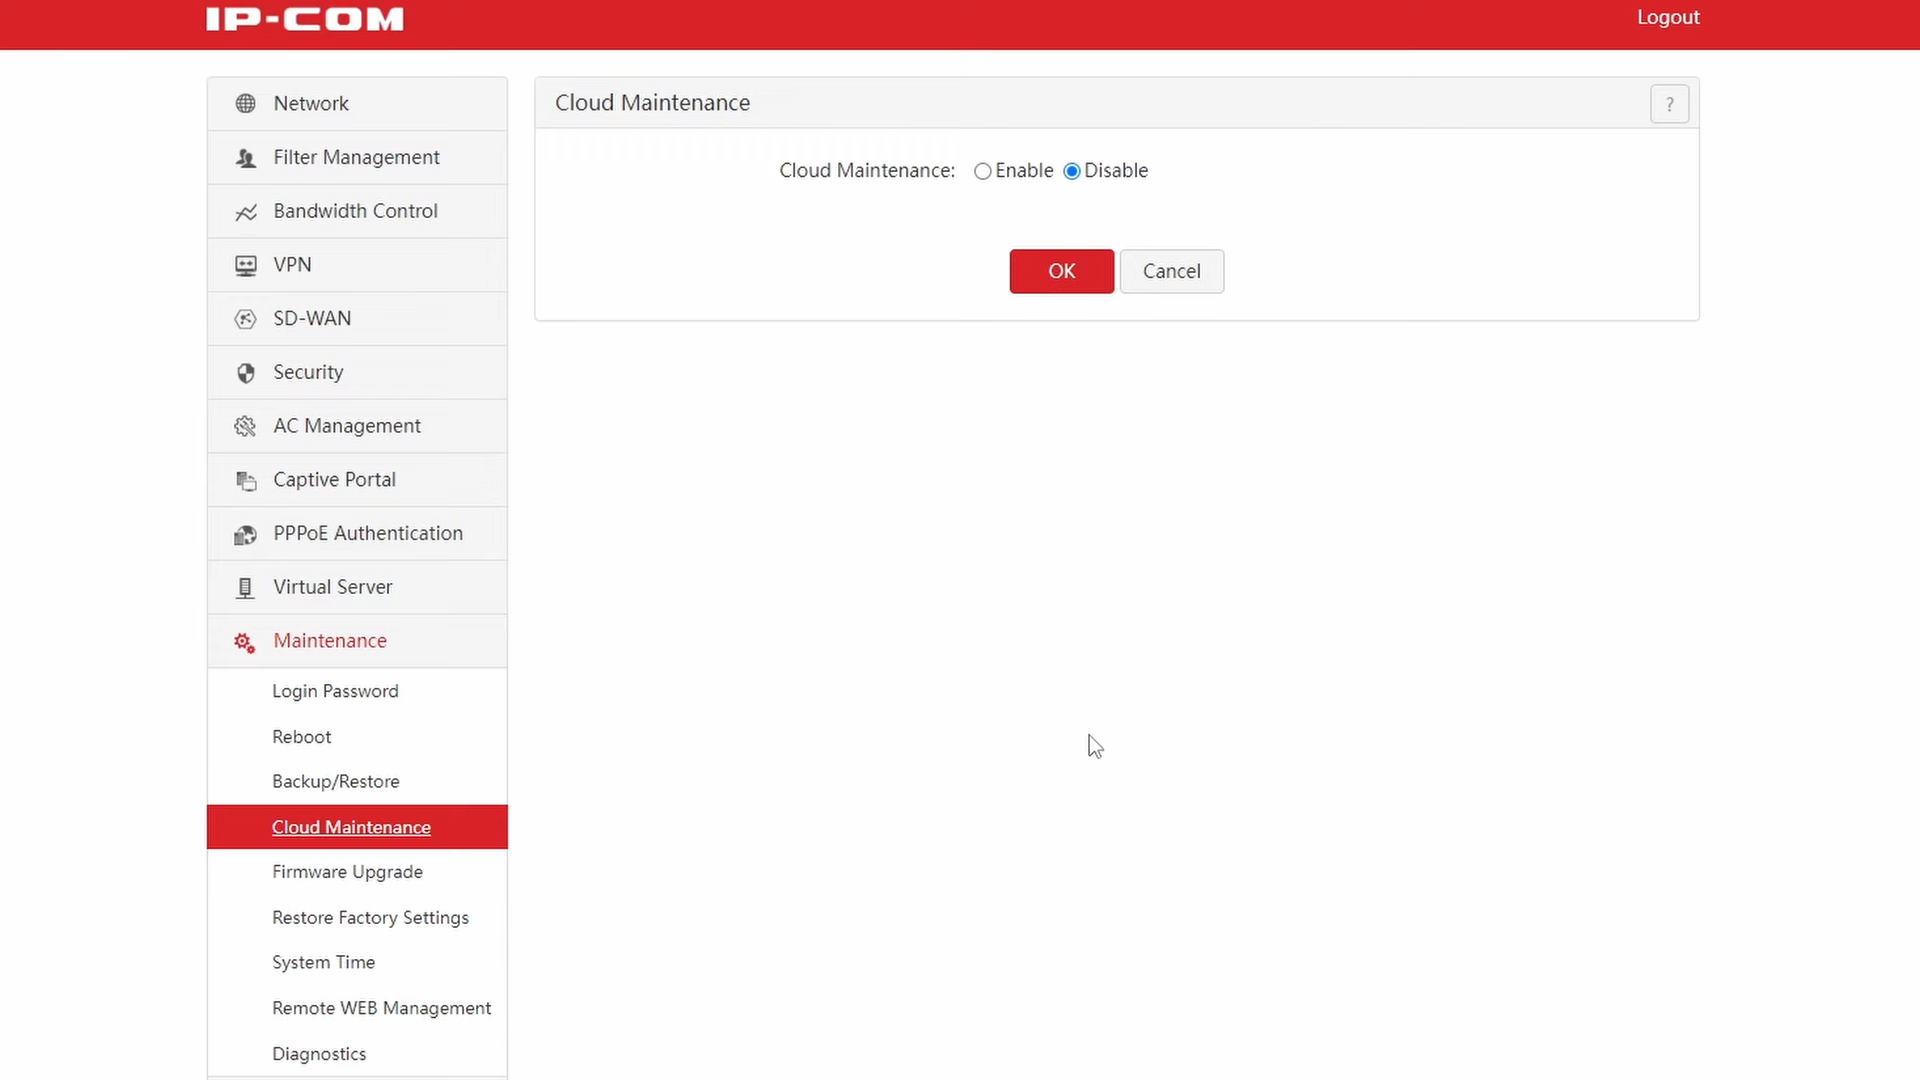 IP-COM
Logout
Network
Filter Management
Bandwidth Control
VPN
SD-WAN
Security
AC Management
Captive Portal
PPPoE Authentication
Virtual Server
Maintenance
Login Password
Reboot
Backup/Restore
Cloud Maintenance
Firmware Upgrade
Restore Factory Settings
System Time
Remote WEB Management
Diagnostics
Cloud Maintenance
?
Cloud Maintenance: Enable Disable
OK Cancel